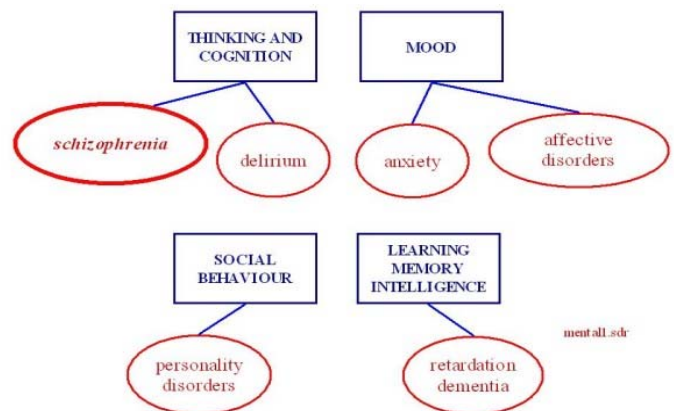 THINKING AND
COGNITION
MOOD
schizophrenia
delirium
anxiety
affective
disorders
SOCIAL
BEHAVIOUR
LEARNING
MEMORY
INTELLIGENCE
mental1.sdr
personality
disorders
retardation
dementia